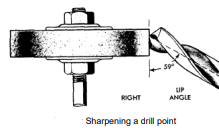 59°
RIGHT
LIP
ANGLE
Sharpening a drill point